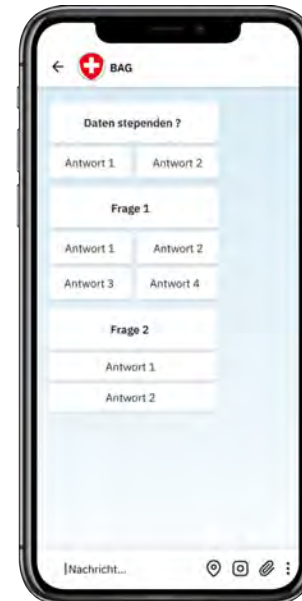 BAG
Daten stependen ?
Antwort 1 Antwort 2
Frage 1
Antwort 1 Antwort 2
Antwort 3 Antwort 4
Frage 2
Antwort 1
Antwort 2
Nachricht...